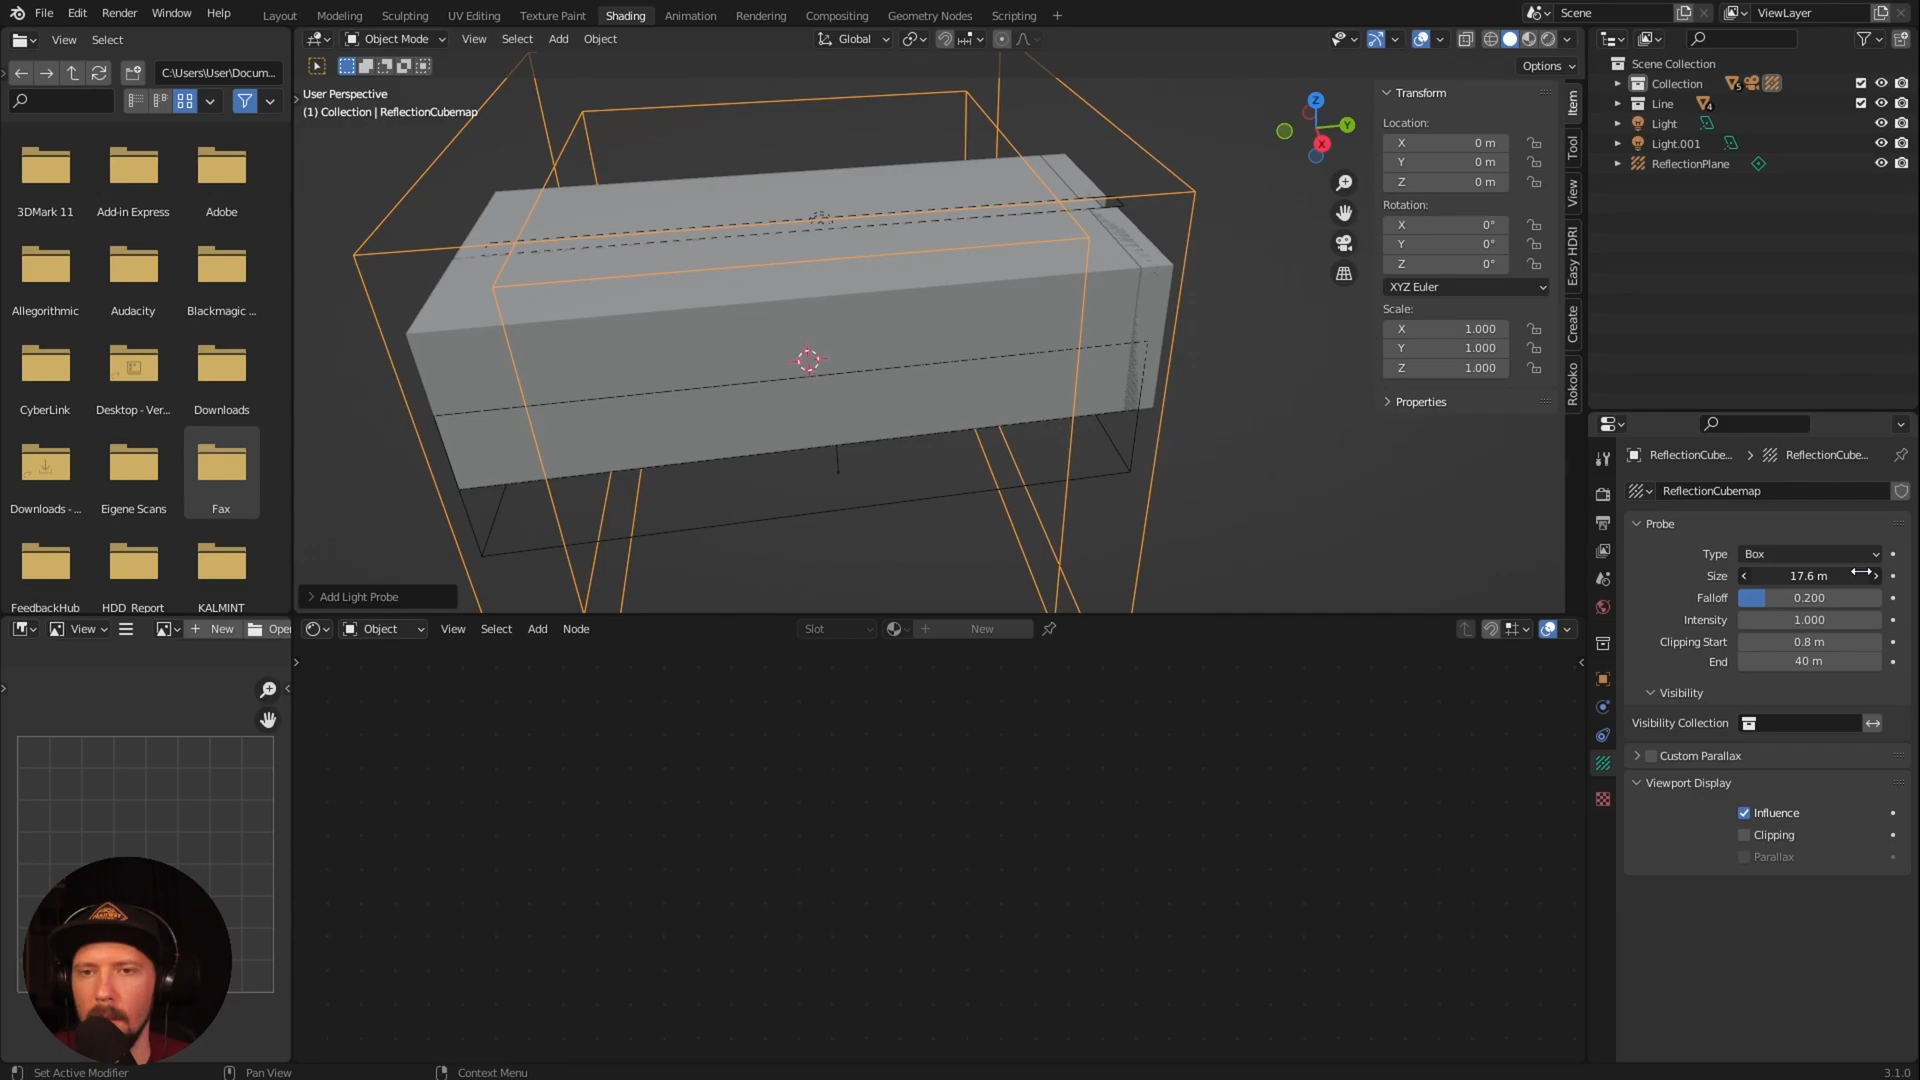 File Edit Render Window Help
Layout Modeling Sculpting UV Editing Texture Paint Shading Animation Rendering Compositing Geometry Nodes Scripting +
Scene
ViewLayer
View Select
C:\Users\User\Docum...
3DMark 11 Add-in Express Adobe
Allegorithmic Audacity Blackmagic ...
CyberLink Desktop - Ver... Downloads
Downloads - ... Eigene Scans Fax
FeedbackHub HDD_Report KALMINT
Object Mode View Select Add Object
Global
Options
User Perspective
(1) Collection | ReflectionCubemap
Z
Y
X
Add Light Probe
Transform
Location:
X 0 m
Y 0 m
Z 0 m
Rotation:
X 0°
Y 0°
Z 0°
XYZ Euler
Scale:
X 1.000
Y 1.000
Z 1.000
Properties
Item
Tool
View
Easy HDRI
Create
Rokoko
Scene Collection
Collection 5
Line 4
Light
Light.001
ReflectionPlane
ReflectionCube... ReflectionCube...
ReflectionCubemap
Probe
Type Box
Size 17.6 m
Falloff 0.200
Intensity 1.000
Clipping Start 0.8 m
End 40 m
Visibility
Visibility Collection
Custom Parallax
Viewport Display
Influence
Clipping
Parallax
View + New Ope
Object View Select Add Node
Slot
+ New
Set Active Modifier
Pan View
Context Menu
3.1.0